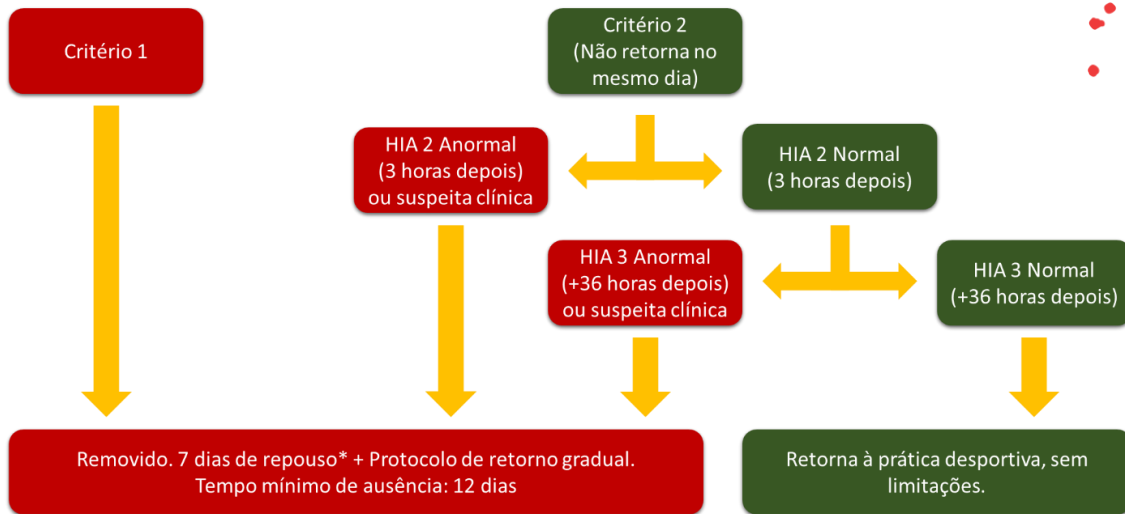 Critério 1
Critério 2
(Não retorna no
mesmo dia)
HIA 2 Anormal
(3 horas depois)
ou suspeita clínica
HIA 2 Normal
(3 horas depois)
HIA 3 Anormal
(+36 horas depois)
ou suspeita clínica
HIA 3 Normal
(+36 horas depois)
Removido. 7 dias de repouso* + Protocolo de retorno gradual.
Tempo mínimo de ausência: 12 dias
Retorna à prática desportiva, sem
limitações.